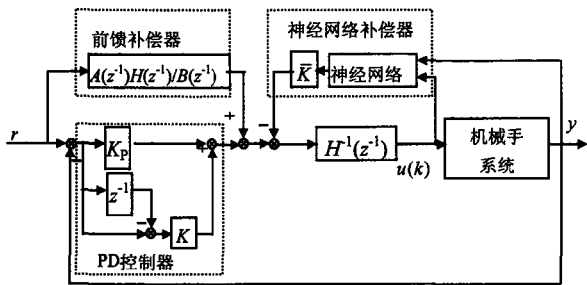 前馈补偿器
A(z⁻¹)H(z⁻¹)/B(z⁻¹)
神经网络补偿器
K̅
神经网络
+
−
r
−
K_P
+
H⁻¹(z⁻¹)
u(k)
机械手
系统
y
z⁻¹
−
K
PD控制器